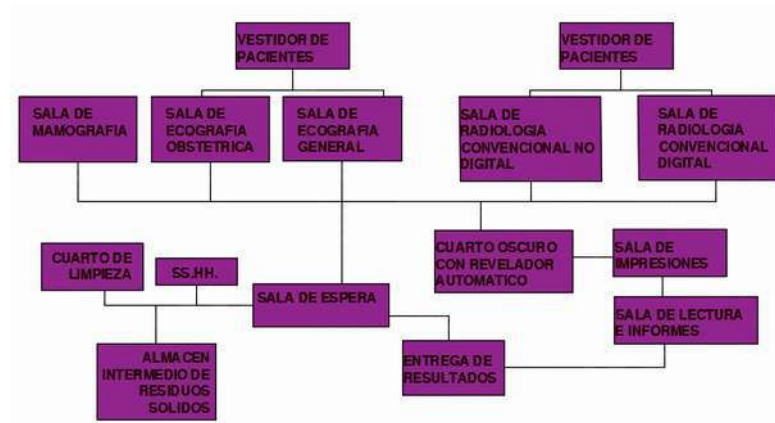 VESTIDOR DE
PACIENTES
VESTIDOR DE
PACIENTES
SALA DE
MAMOGRAFIA
SALA DE
ECOGRAFIA
OBSTETRICA
SALA DE
ECOGRAFIA
GENERAL
SALA DE
RADIOLOGIA
CONVENCIONAL NO
DIGITAL
SALA DE
RADIOLOGIA
CONVENCIONAL
DIGITAL
CUARTO DE
LIMPIEZA
SS.HH.
SALA DE ESPERA
CUARTO OSCURO
CON REVELADOR
AUTOMATICO
SALA DE
IMPRESIONES
SALA DE LECTURA
E INFORMES
ALMACEN
INTERMEDIO DE
RESIDUOS
SOLIDOS
ENTREGA DE
RESULTADOS